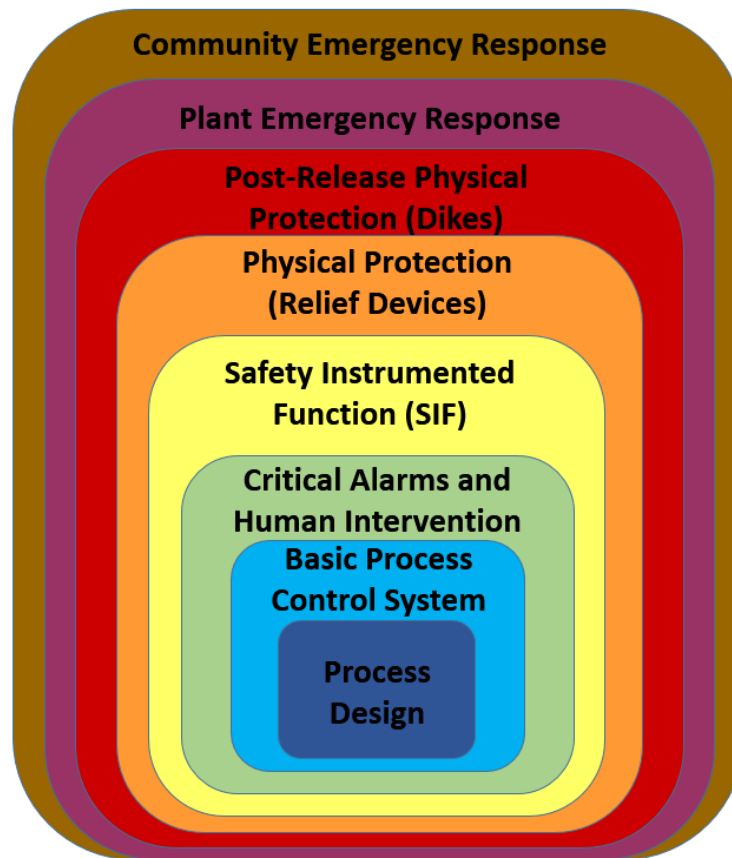 Community Emergency Response
Plant Emergency Response
Post-Release Physical
Protection (Dikes)
Physical Protection
(Relief Devices)
Safety Instrumented
Function (SIF)
Critical Alarms and
Human Intervention
Basic Process
Control System
Process
Design